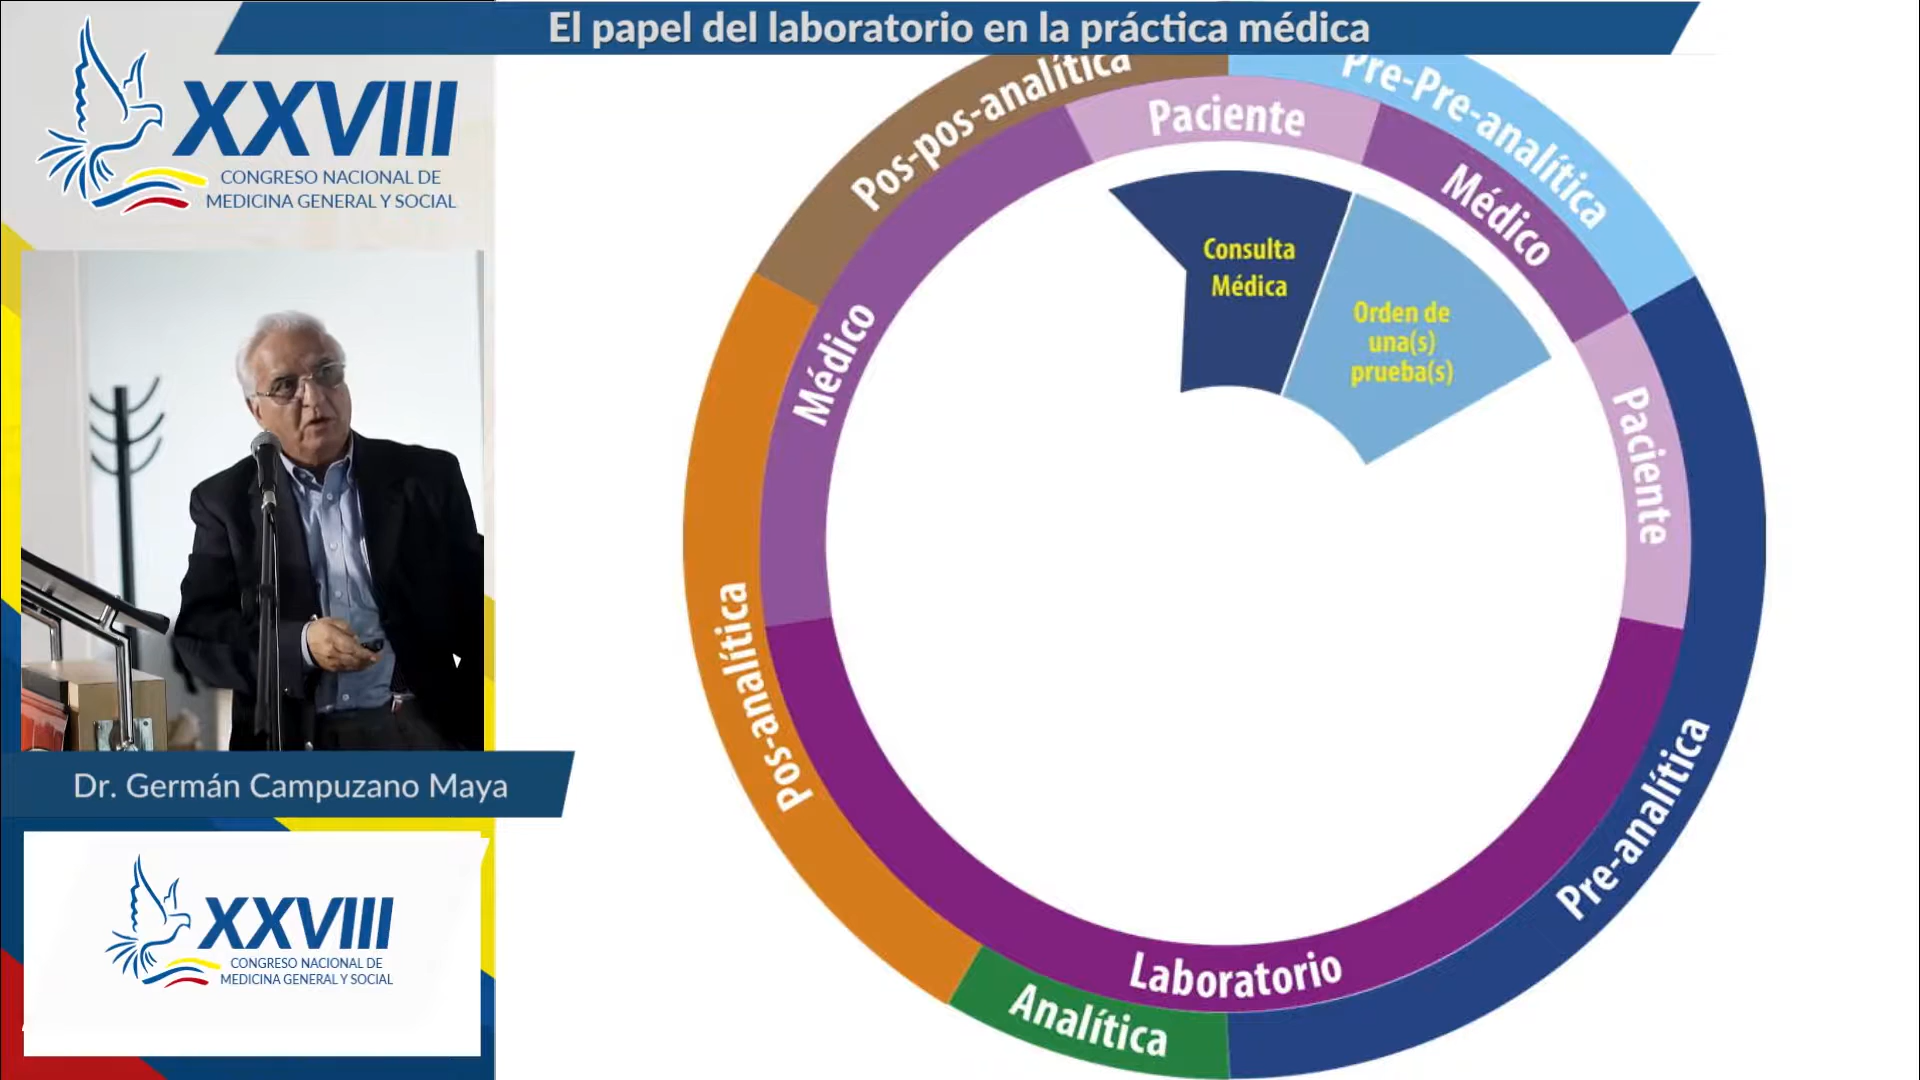 El papel del laboratorio en la práctica médica
XXVIII
CONGRESO NACIONAL DE
MEDICINA GENERAL Y SOCIAL
Dr. Germán Campuzano Maya
XXVIII
CONGRESO NACIONAL DE
MEDICINA GENERAL Y SOCIAL
Pos-pos-analítica
Pre-Pre-analítica
Paciente
Médico
Consulta
Médica
Orden de
una(s)
prueba(s)
Médico
Paciente
Pos-analítica
Pre-analítica
Laboratorio
Analítica